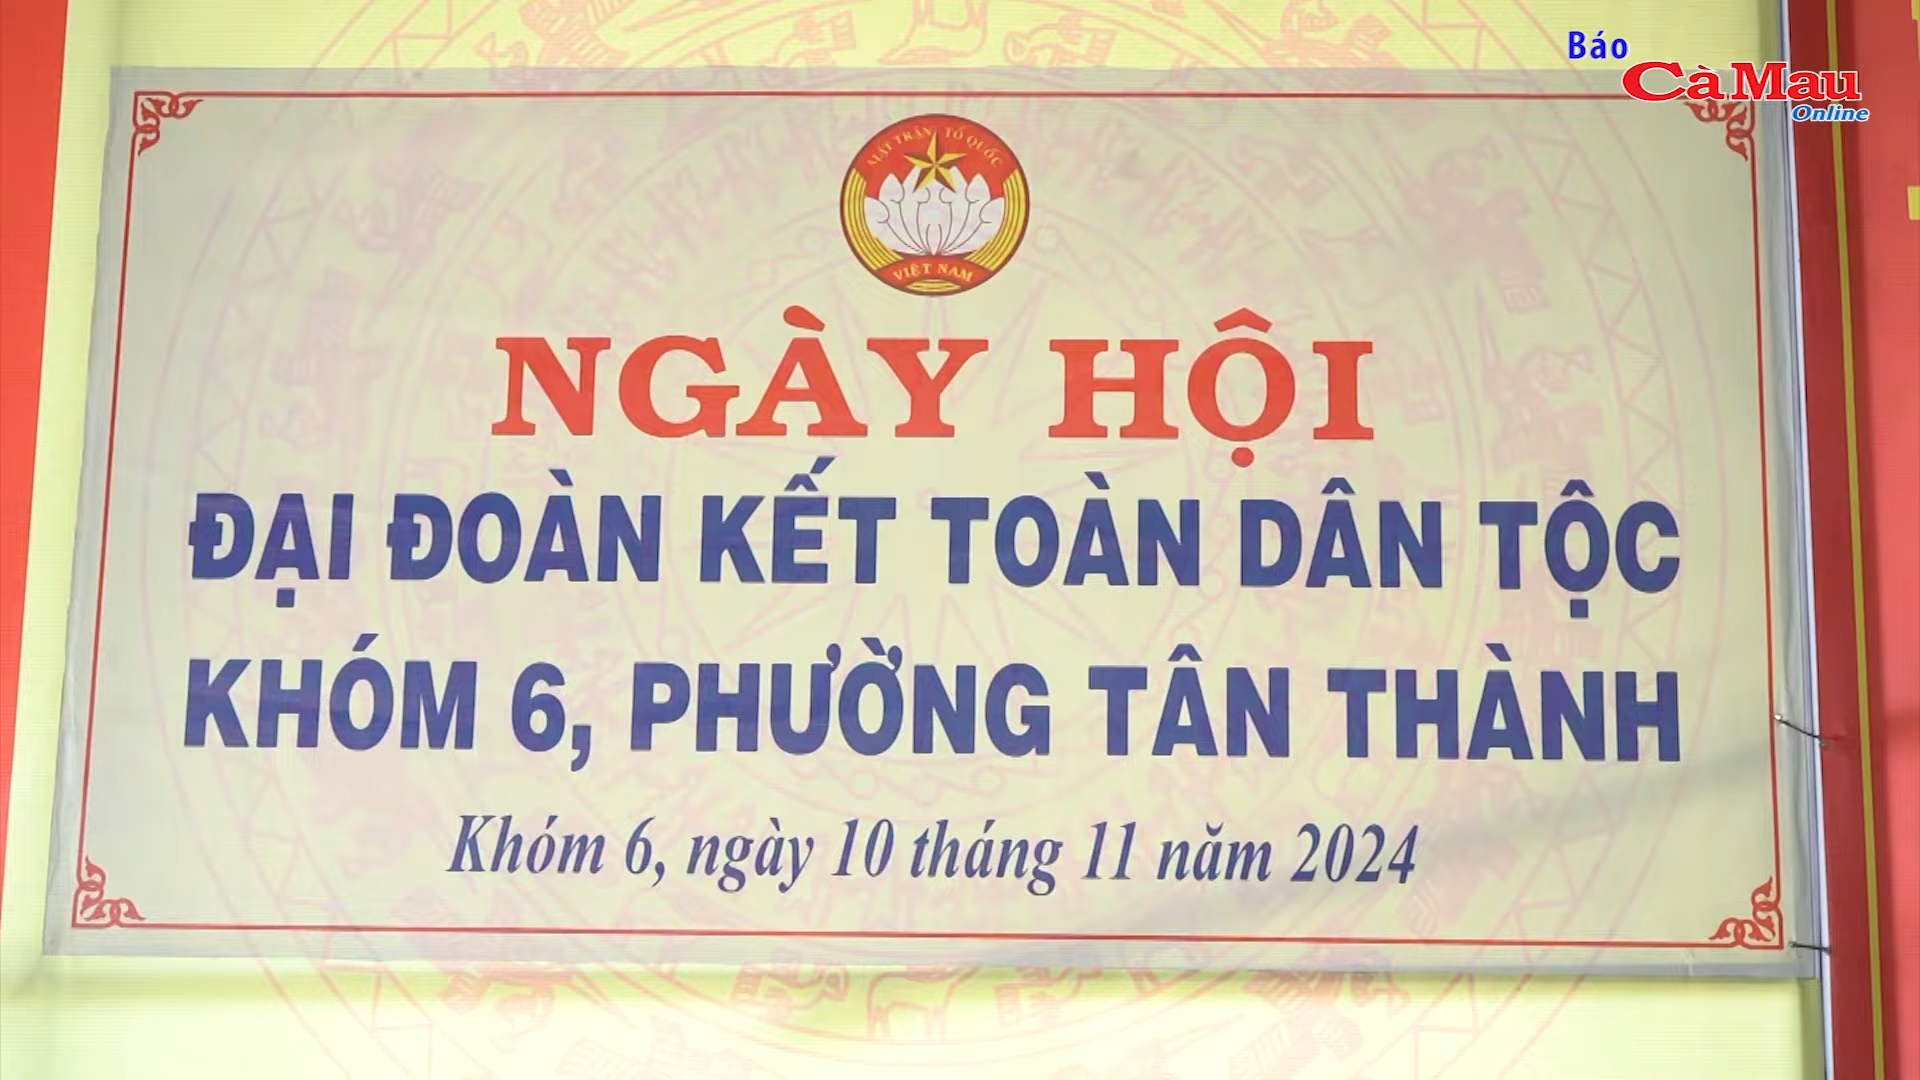 Báo
Cà Mau
Online
MẶT TRẬN TỔ QUỐC
VIỆT NAM
NGÀY HỘI
ĐẠI ĐOÀN KẾT TOÀN DÂN TỘC
KHÓM 6, PHƯỜNG TÂN THÀNH
Khóm 6, ngày 10 tháng 11 năm 2024